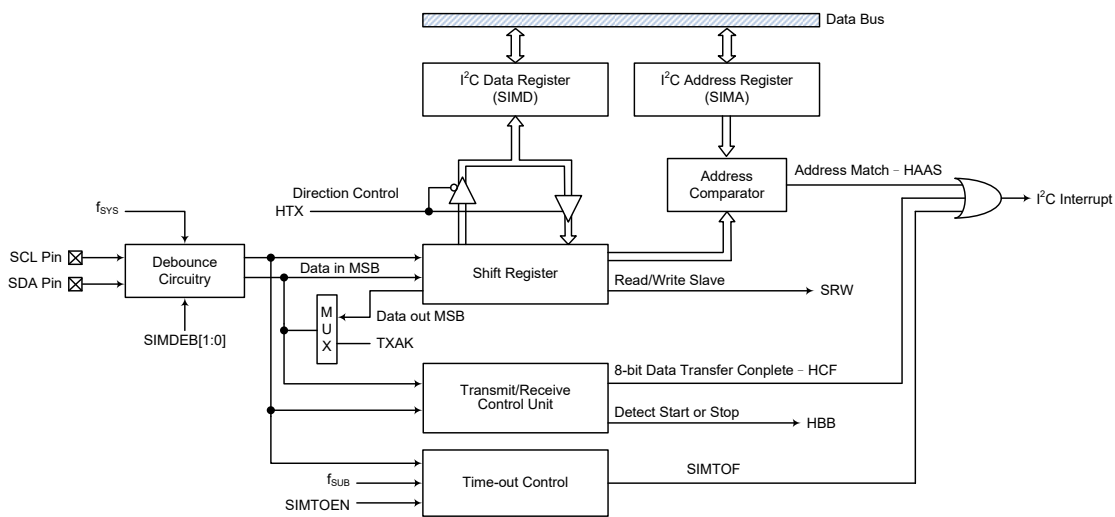 Data Bus
I²C Data Register
(SIMD)
I²C Address Register
(SIMA)
Address
Comparator
Address Match - HAAS
I²C Interrupt
Direction Control
HTX
fSYS
SCL Pin
SDA Pin
Debounce
Circuitry
SIMDEB[1:0]
Data in MSB
Shift Register
Read/Write Slave
SRW
M
U
X
Data out MSB
TXAK
Transmit/Receive
Control Unit
8-bit Data Transfer Conplete - HCF
Detect Start or Stop
HBB
Time-out Control
SIMTOF
fSUB
SIMTOEN